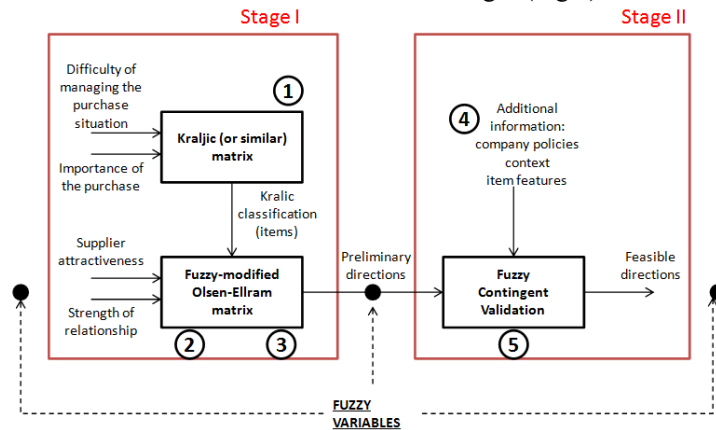 Stage I
Stage II
Difficulty of
managing the
purchase
situation
1
Kraljic (or similar)
matrix
Importance of
the purchase
Kralic
classification
(items)
Supplier
attractiveness
Fuzzy-modified
Olsen-Ellram
matrix
Strength of
relationship
2
3
Preliminary
directions
4
Additional
information:
company policies
context
item features
Fuzzy
Contingent
Validation
5
Feasible
directions
FUZZY
VARIABLES